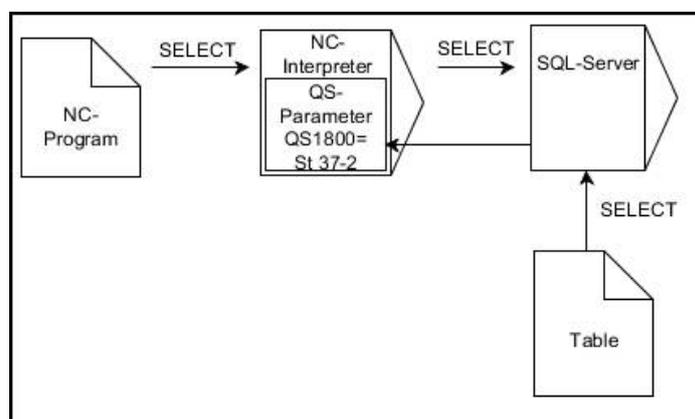 SELECT
NC-
Program
NC-
Interpreter
QS-
Parameter
QS1800=
St 37-2
SELECT
SQL-Server
SELECT
Table